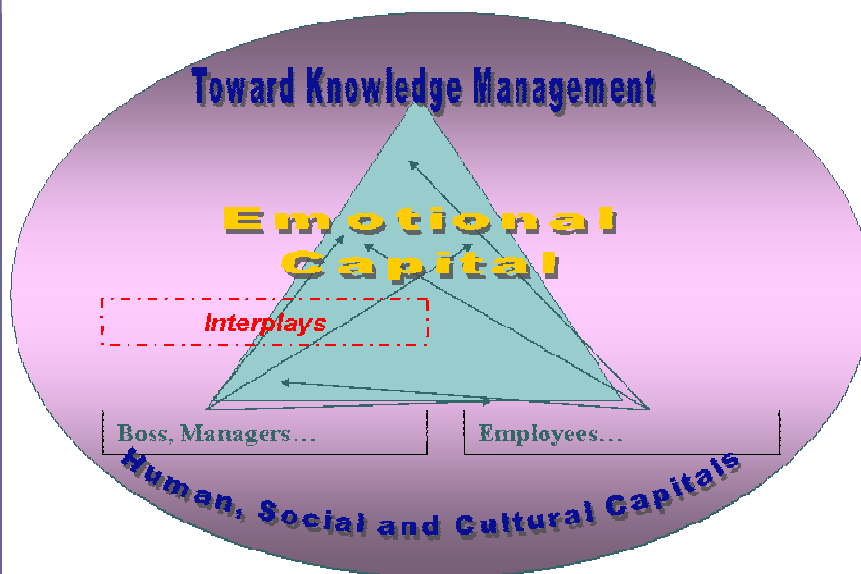 Toward Knowledge Management
Emotional
Capital
Interplays
Boss, Managers…
Employees…
Human, Social and Cultural Capitals